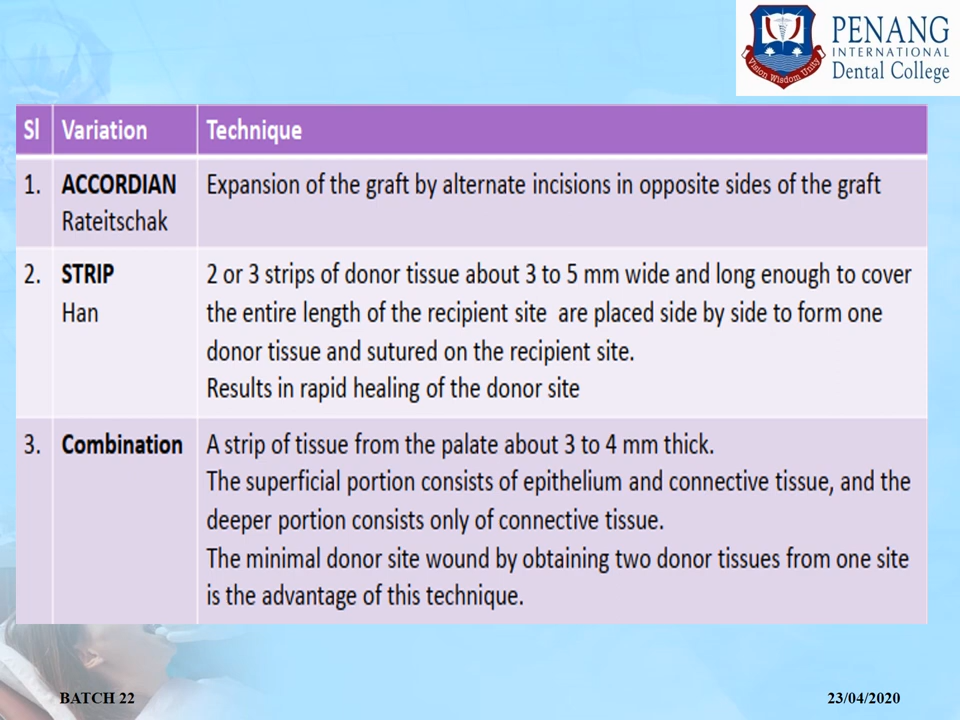 PENANG
INTERNATIONAL
Dental College
Vision Wisdom Unity
Sl Variation Technique
1. ACCORDIAN Expansion of the graft by alternate incisions in opposite sides of the graft
Rateitschak
2. STRIP 2 or 3 strips of donor tissue about 3 to 5 mm wide and long enough to cover
Han the entire length of the recipient site are placed side by side to form one
donor tissue and sutured on the recipient site.
Results in rapid healing of the donor site
3. Combination A strip of tissue from the palate about 3 to 4 mm thick.
The superficial portion consists of epithelium and connective tissue, and the
deeper portion consists only of connective tissue.
The minimal donor site wound by obtaining two donor tissues from one site
is the advantage of this technique.
BATCH 22 23/04/2020